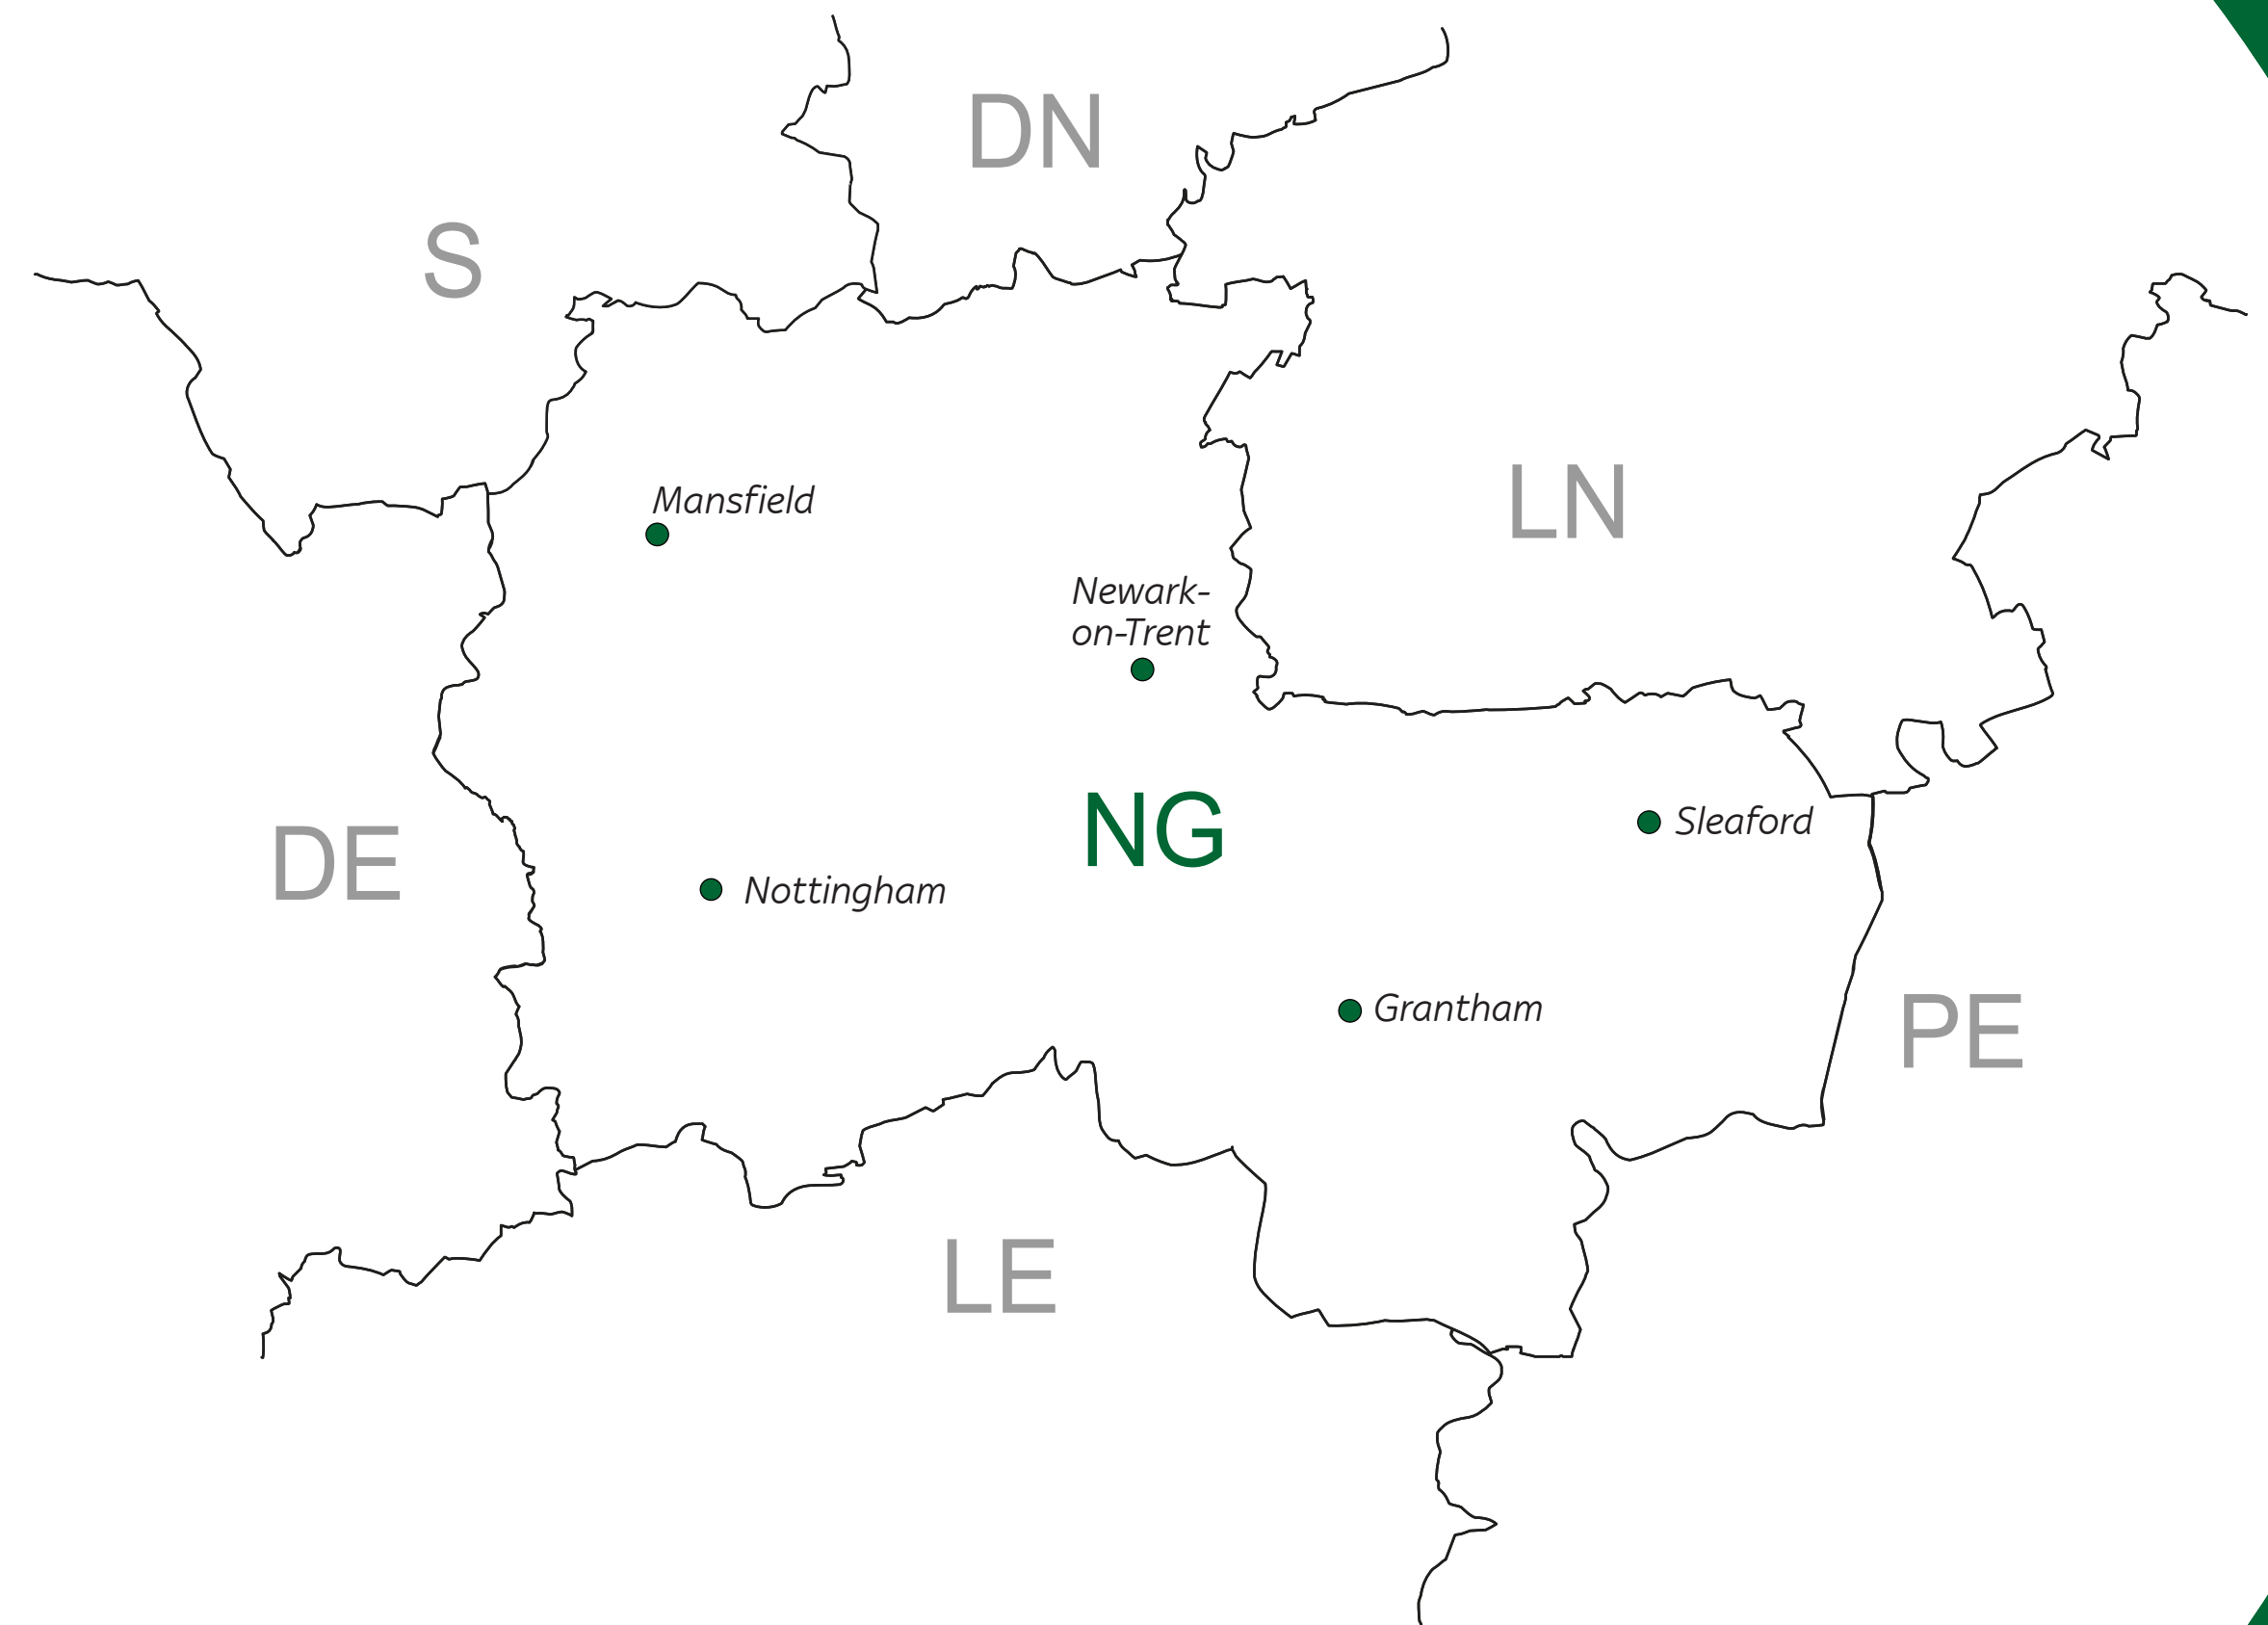 DN
S
Mansfield
LN
Newark-
on-Trent
NG
Sleaford
DE
Nottingham
Grantham
PE
LE